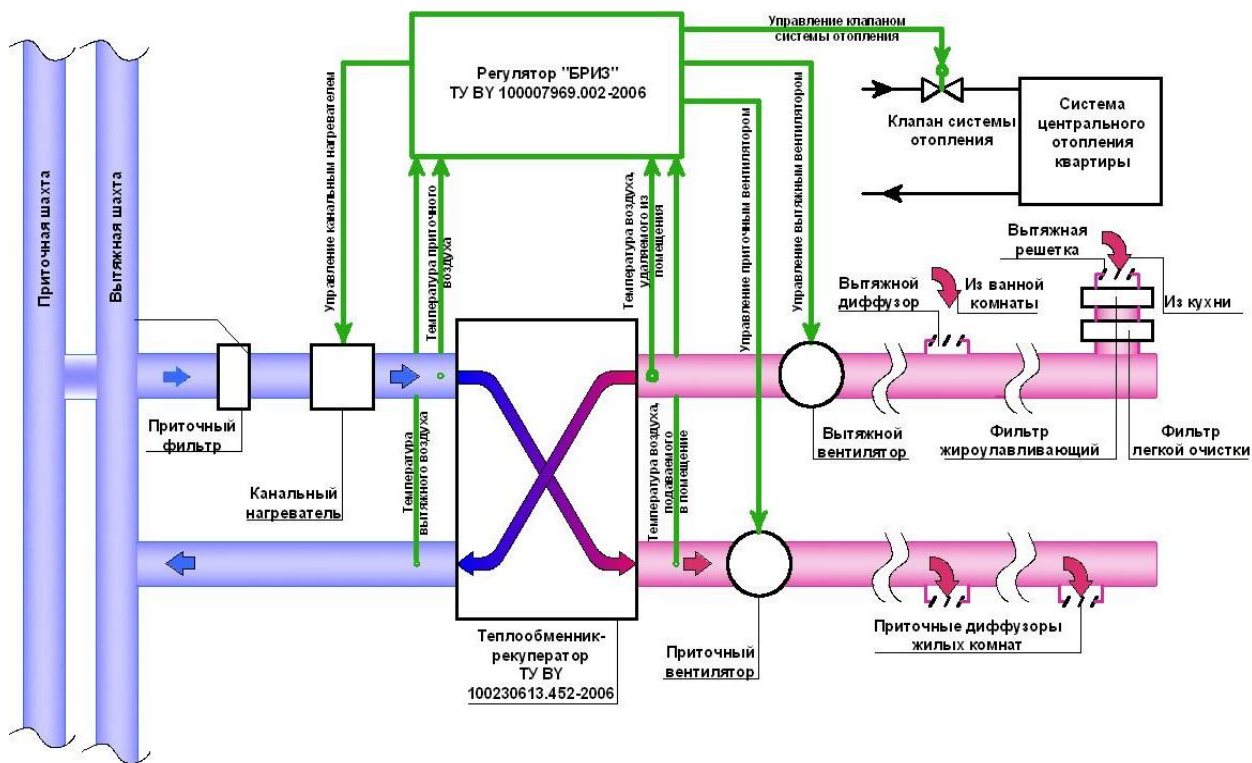 Управление клапаном
системы отопления
Регулятор "БРИЗ"
ТУ BY 100007969.002-2006
Клапан системы
отопления
Система
центрального
отопления
квартиры
Приточная шахта
Вытяжная шахта
Управление канальным нагревателем
Температура приточного
воздуха
Температура воздуха,
удаляемого из
помещения
Управление приточным вентилятором
Управление вытяжным вентилятором
Вытяжной
диффузор
Из ванной
комнаты
Вытяжная
решетка
Из кухни
Приточный
фильтр
Канальный
нагреватель
Температура
вытяжного воздуха
Температура воздуха,
подаваемого
в помещение
Вытяжной
вентилятор
Фильтр
жироулавливающий
Фильтр
легкой очистки
Теплообменник-
рекуператор
ТУ BY
100230613.452-2006
Приточный
вентилятор
Приточные диффузоры
жилых комнат